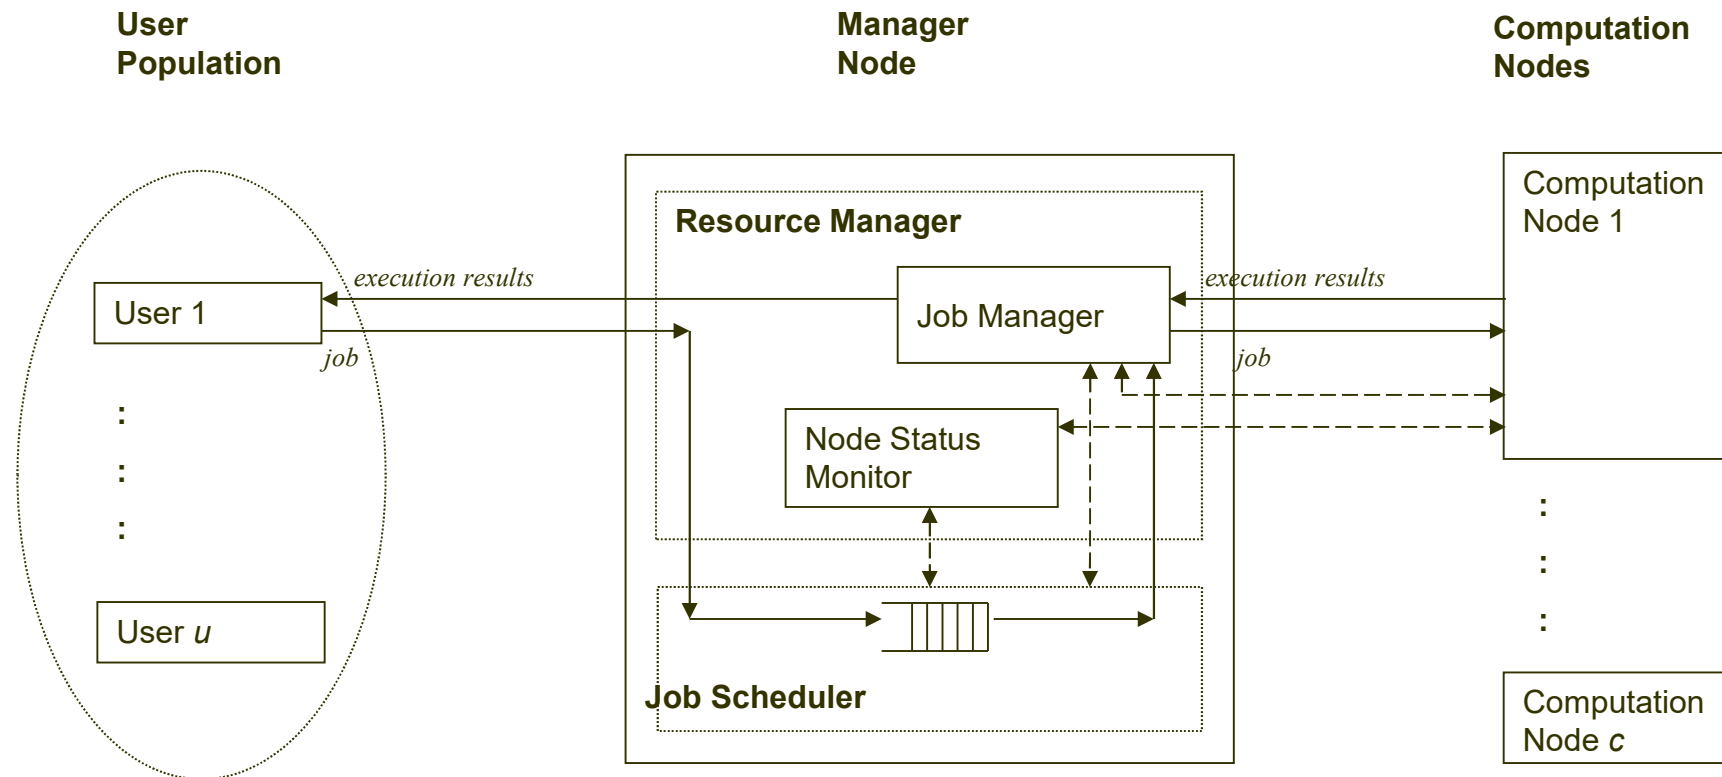 User
Population
Manager
Node
Computation
Nodes
Resource Manager
execution results
User 1
job
:
:
:
User u
Job Manager
Node Status
Monitor
Job Scheduler
execution results
job
Computation
Node 1
:
:
:
Computation
Node c